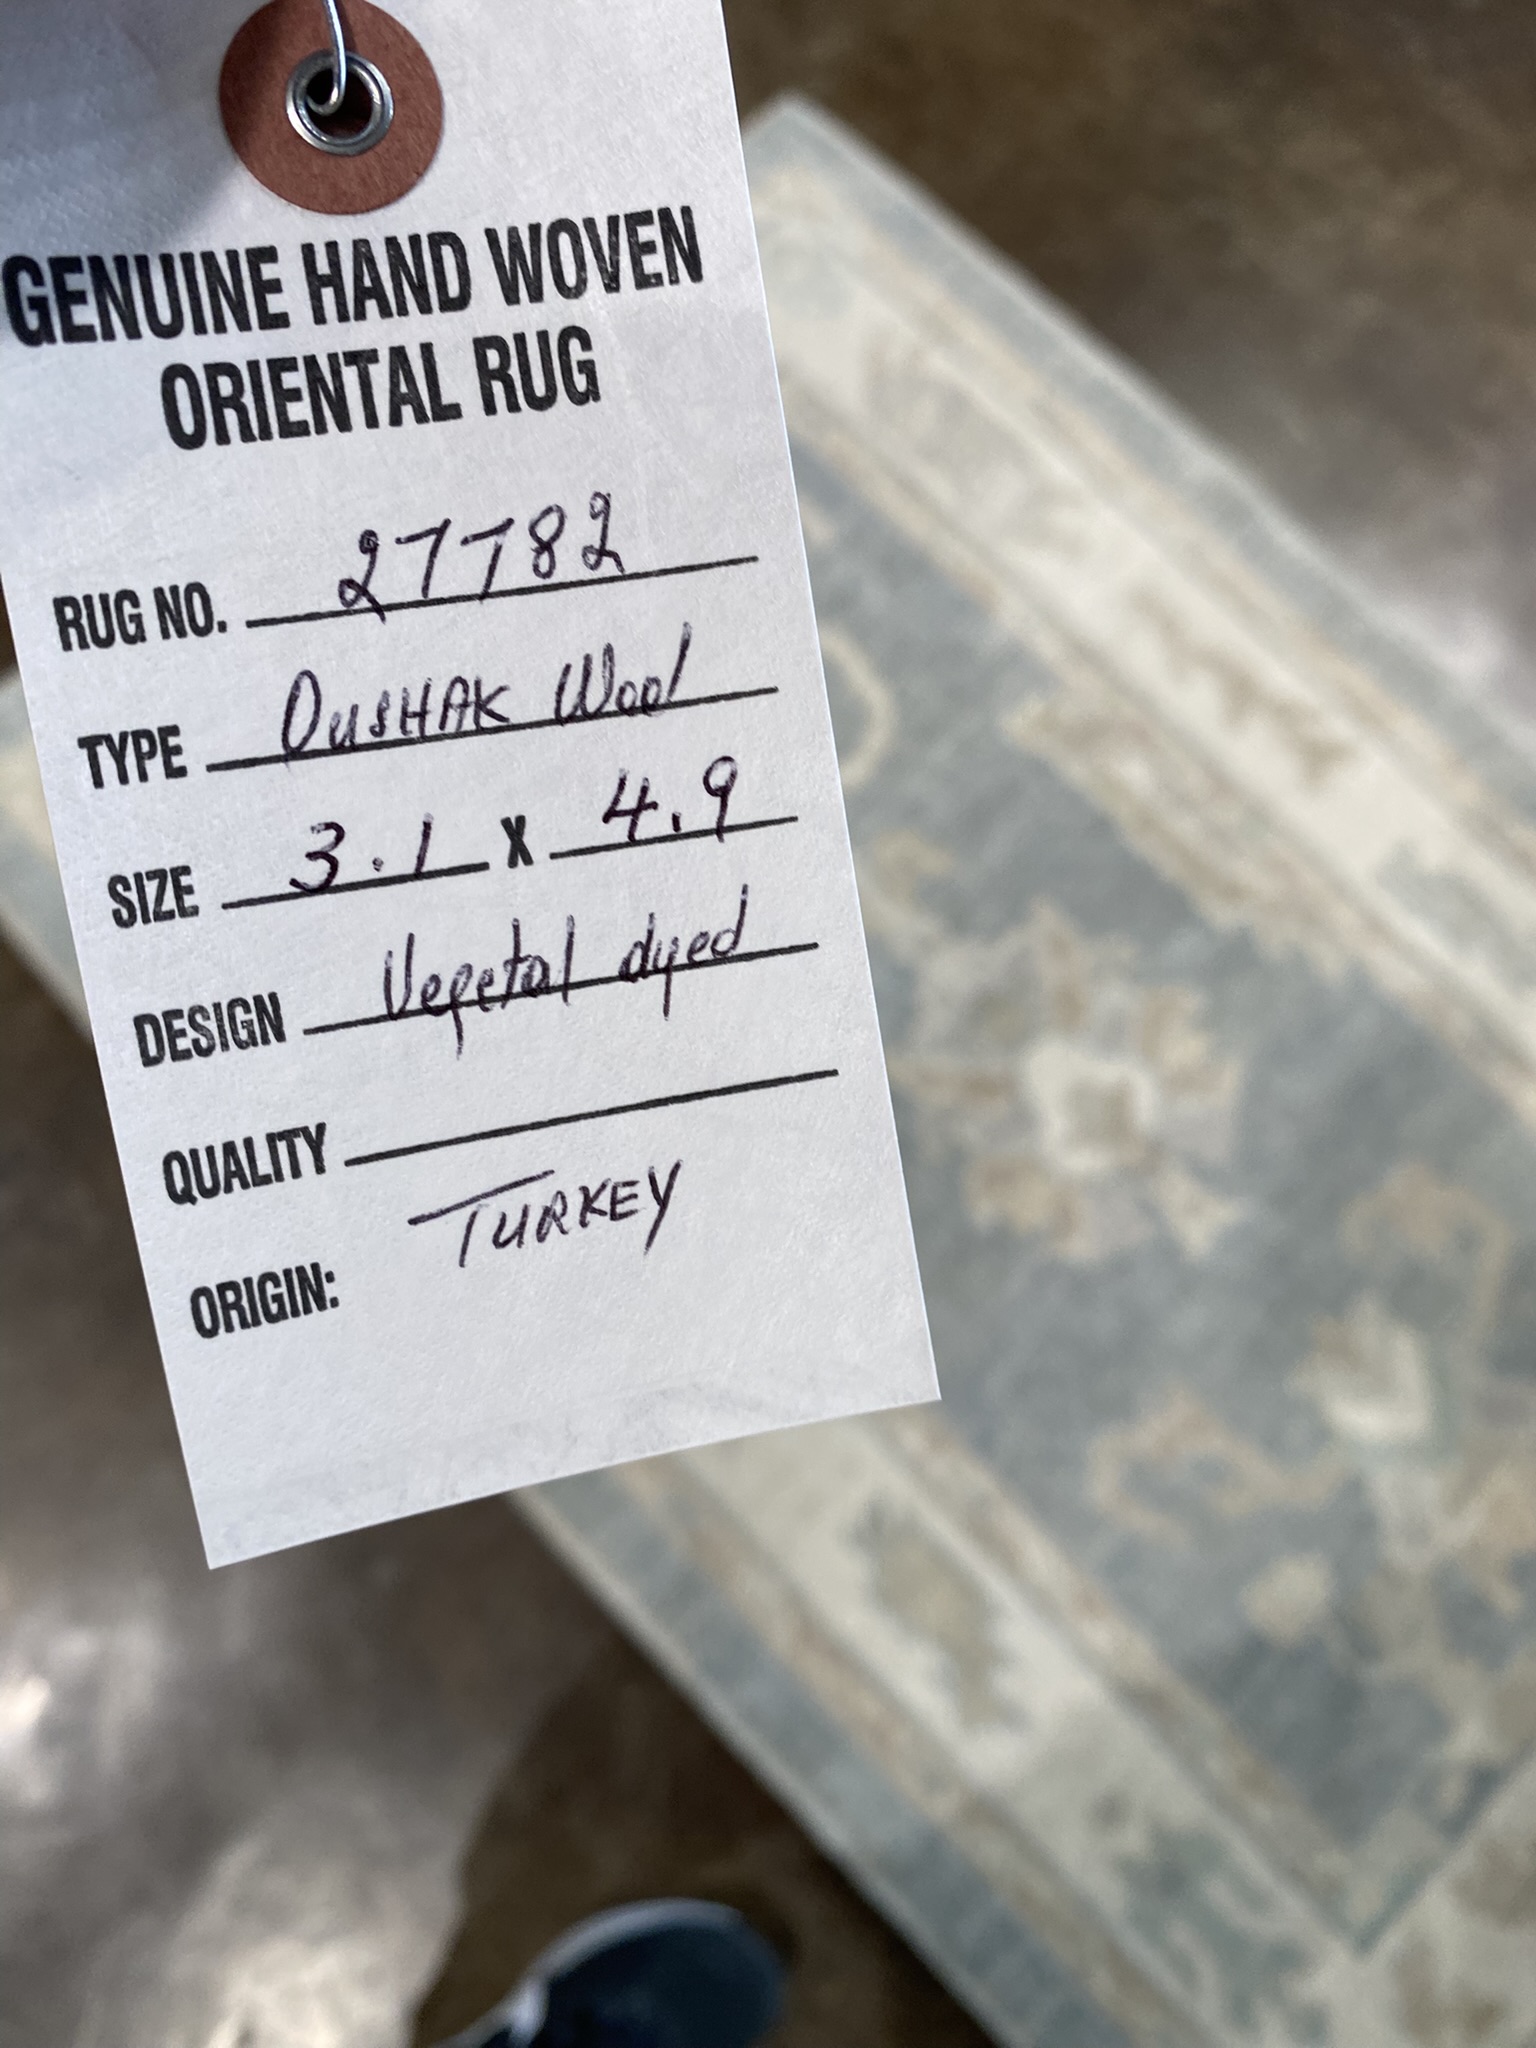 GENUINE HAND WOVEN
ORIENTAL RUG
RUG NO. 27782
TYPE OUSHAK Wool
SIZE 3.1 X 4.9
DESIGN Vegetal dyed
QUALITY
ORIGIN: TURKEY